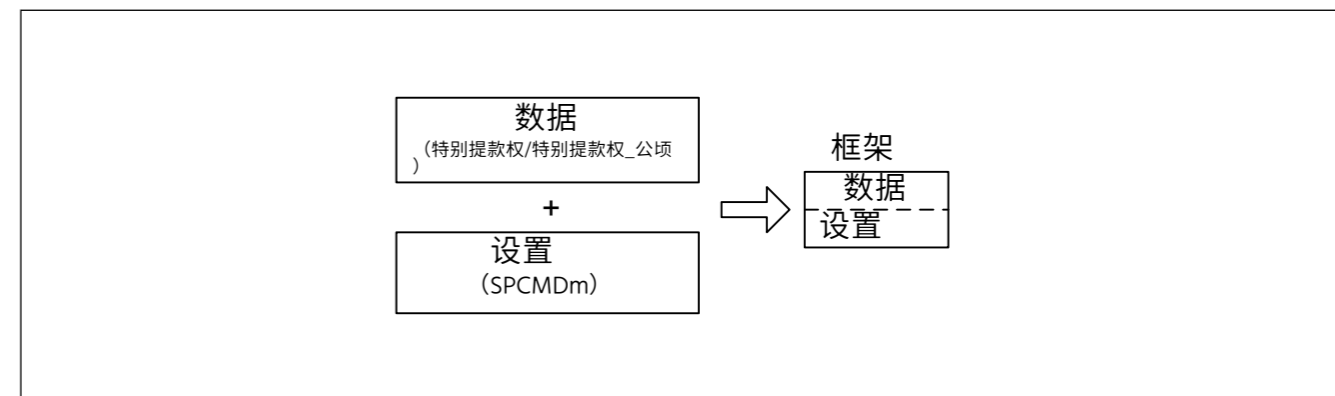 数据
（特别提款权/特别提款权_公顷
）
+
设置
（SPCMDm）
框架
数据
设置